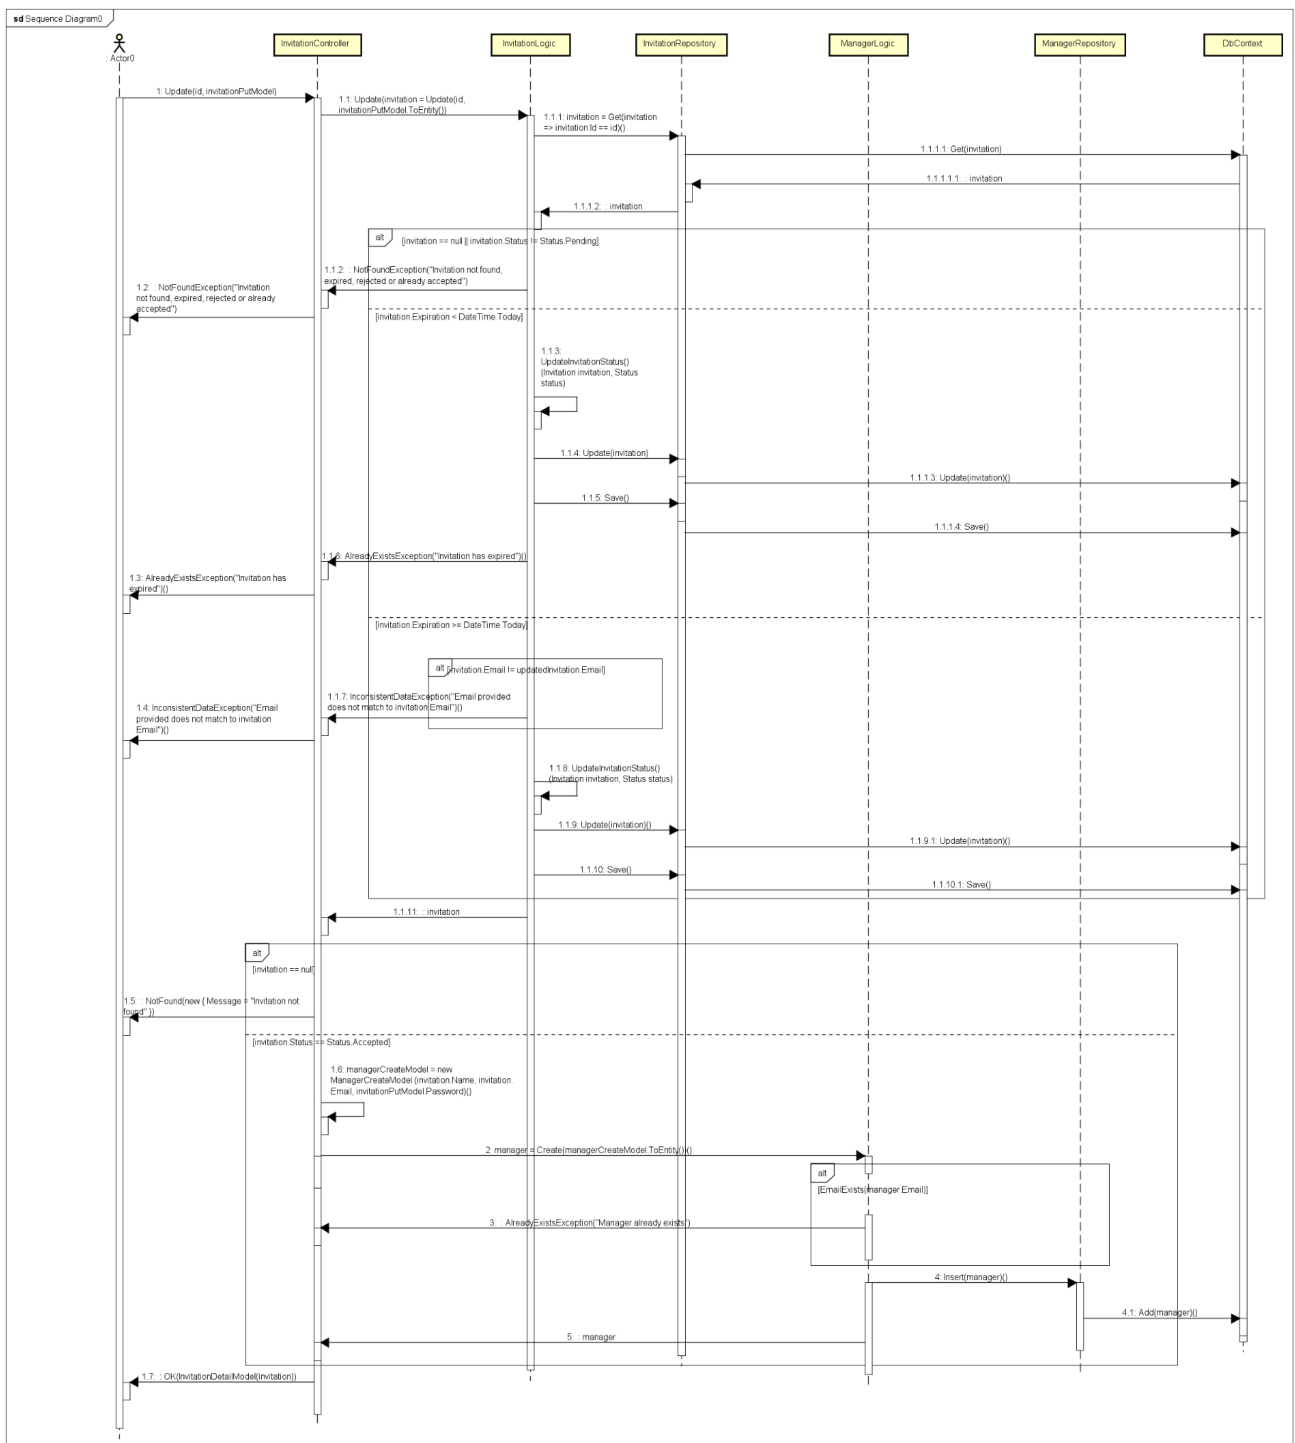 sd Sequence Diagram0
: Actor0
InvitationController
InvitationLogic
InvitationRepository
ManagerLogic
ManagerRepository
DbContext
1: Update(id, invitationPutModel)
1.1: Update(invitation = Update(id,
invitationPutModel.ToEntity())
1.1.1: invitation = Get(invitation
=> invitation.Id == id)()
1.1.1.1: Get(invitation)
1.1.1.1.1: : invitation
1.1.1.2: : invitation
alt
[invitation == null || invitation.Status != Status.Pending]
1.1.2: : NotFoundException("Invitation not found,
expired, rejected or already accepted")
1.2: : NotFoundException("Invitation
not found, expired, rejected or already
accepted")
[invitation.Expiration < DateTime.Today]
1.1.3:
UpdateInvitationStatus()
(Invitation invitation, Status
status)
1.1.4: Update(invitation)
1.1.1.3: Update(invitation)()
1.1.5: Save()
1.1.1.4: Save()
1.1.6: AlreadyExistsException("Invitation has expired")()
1.3: AlreadyExistsException("Invitation has
expired")()
[invitation.Expiration >= DateTime.Today]
alt
[invitation.Email != updatedInvitation.Email]
1.1.7: InconsistentDataException("Email provided
does not match to invitation Email")()
1.4: InconsistentDataException("Email
provided does not match to invitation
Email")()
1.1.8: UpdateInvitationStatus()
(Invitation invitation, Status status)
1.1.9: Update(invitation)()
1.1.9.1: Update(invitation)()
1.1.10: Save()
1.1.10.1: Save()
1.1.11: : invitation
alt
[invitation == null]
1.5: : NotFound(new { Message = "Invitation not
found" })
[invitation.Status == Status.Accepted]
1.6: managerCreateModel = new
ManagerCreateModel (invitation.Name, invitation.
Email, invitationPutModel.Password)()
2: manager = Create(managerCreateModel.ToEntity())()
alt
[EmailExists(manager.Email)]
3: : AlreadyExistsException("Manager already exists")
4: Insert(manager)()
4.1: Add(manager)()
5: : manager
1.7: : OK(InvitationDetailModel(invitation))